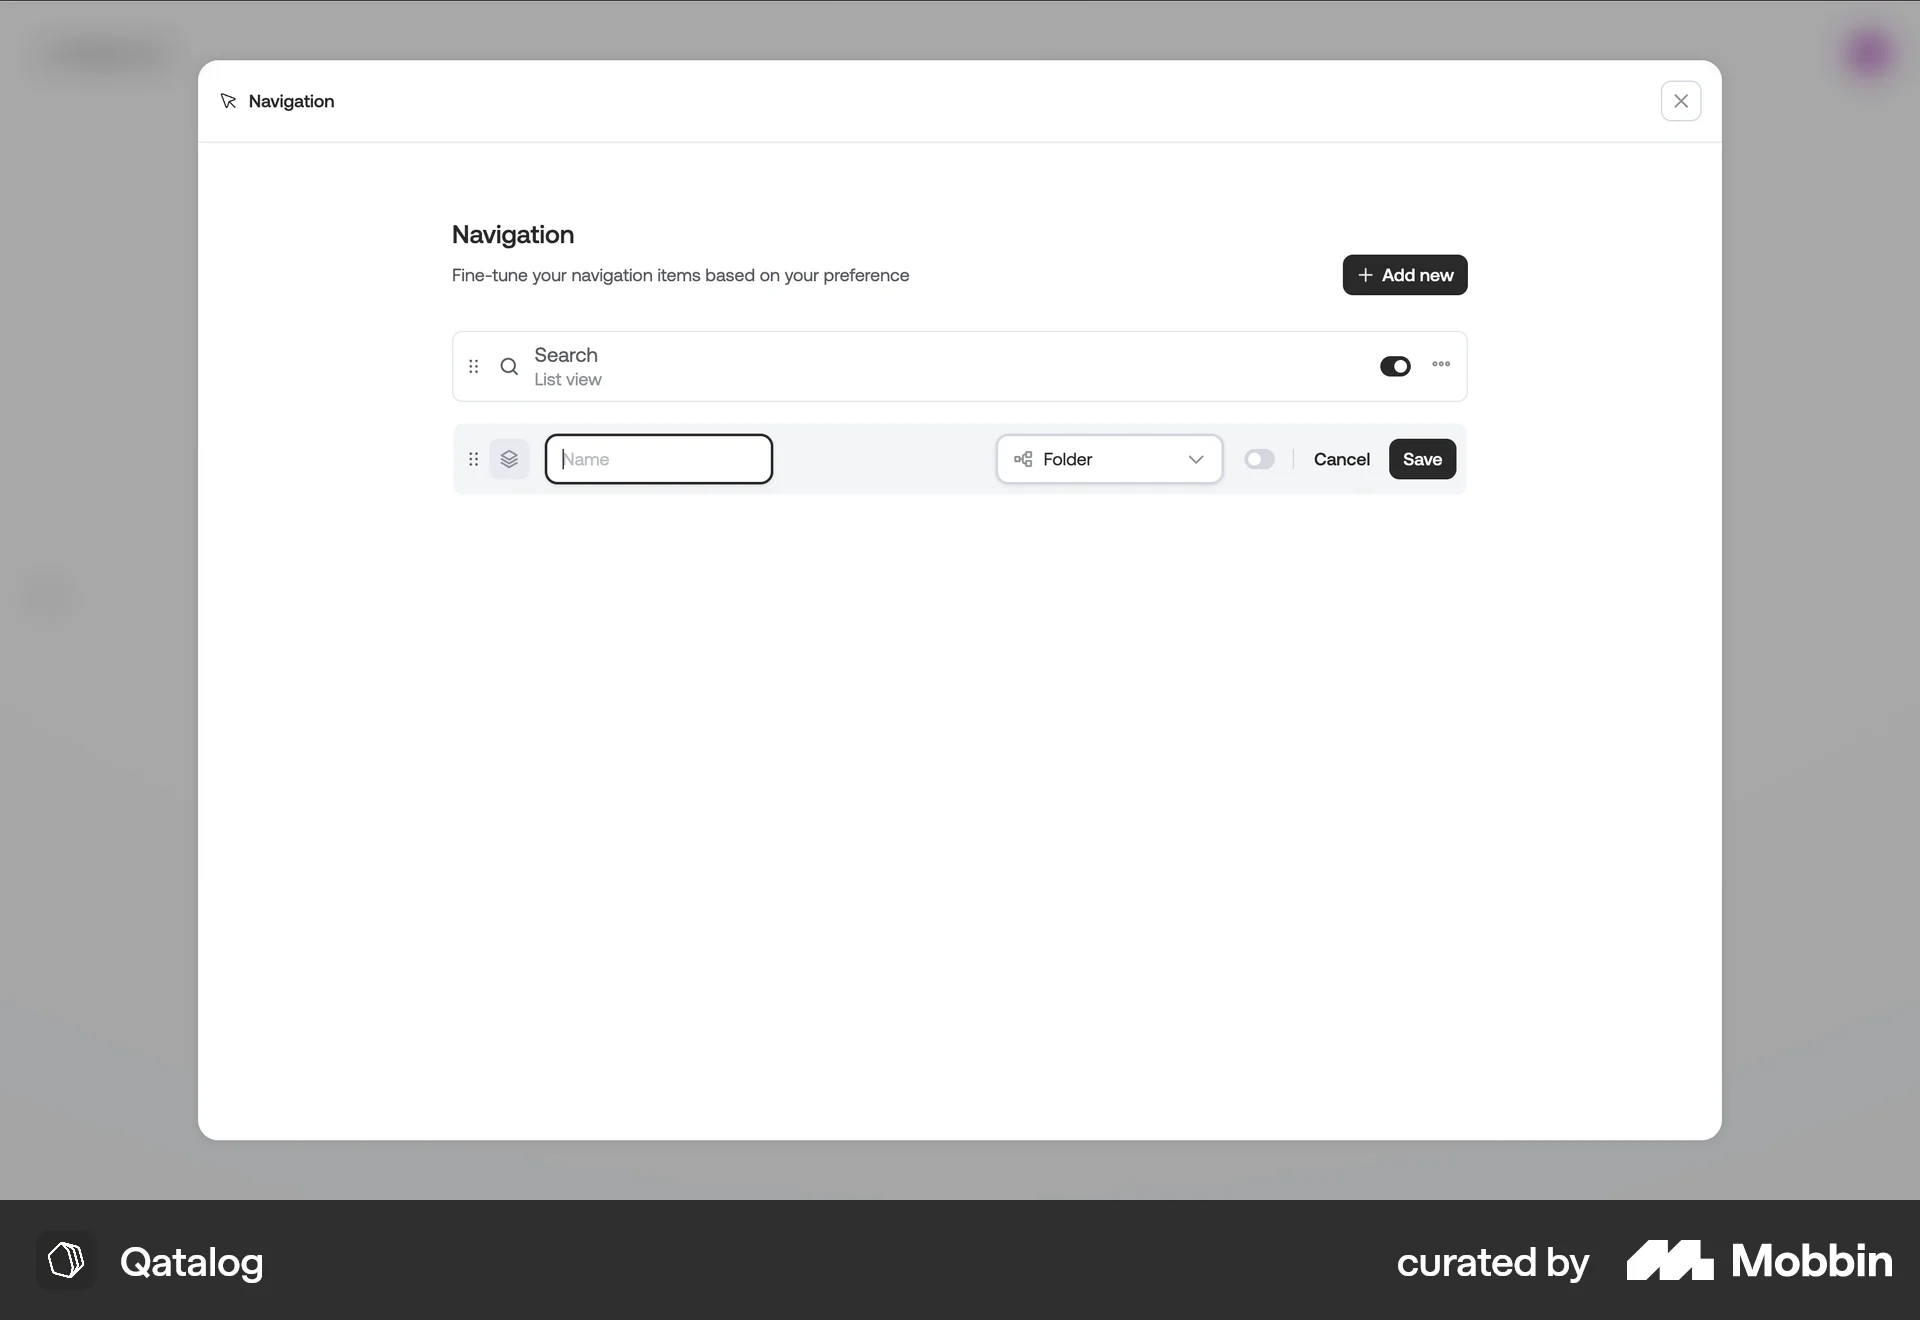 Navigation
Navigation
Fine-tune your navigation items based on your preference
Add new
Search
List view
Name
Folder
Cancel
Save
Qatalog
curated by
Mobbin